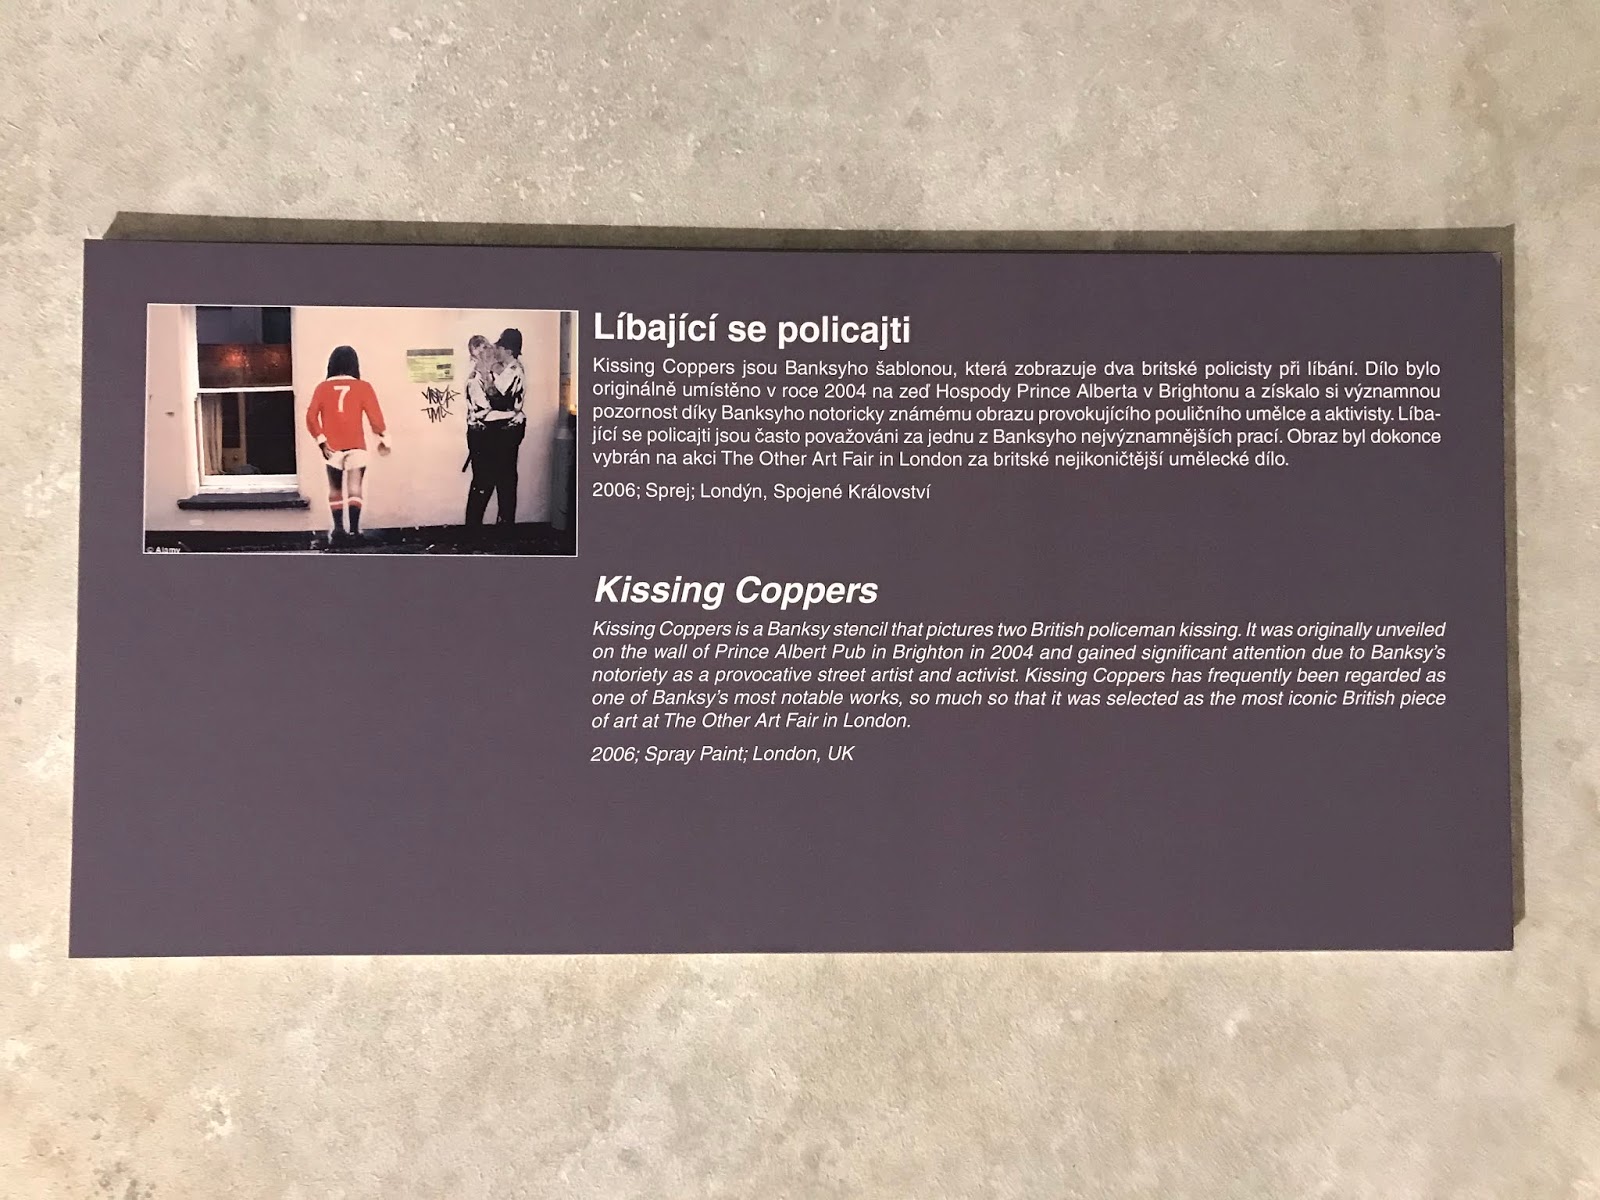 7
© Alamy
Líbající se policajti
Kissing Coppers jsou Banksyho šablonou, která zobrazuje dva britské policisty při líbání. Dílo bylo
originálně umístěno v roce 2004 na zeď Hospody Prince Alberta v Brightonu a získalo si významnou
pozornost díky Banksyho notoricky známému obrazu provokujícího pouličního umělce a aktivisty. Líba-
jící se policajti jsou často považováni za jednu z Banksyho nejvýznamnějších prací. Obraz byl dokonce
vybrán na akci The Other Art Fair in London za britské nejikoničtější umělecké dílo.
2006; Sprej; Londýn, Spojené Království
Kissing Coppers
Kissing Coppers is a Banksy stencil that pictures two British policeman kissing. It was originally unveiled
on the wall of Prince Albert Pub in Brighton in 2004 and gained significant attention due to Banksy's
notoriety as a provocative street artist and activist. Kissing Coppers has frequently been regarded as
one of Banksy's most notable works, so much so that it was selected as the most iconic British piece
of art at The Other Art Fair in London.
2006; Spray Paint; London, UK